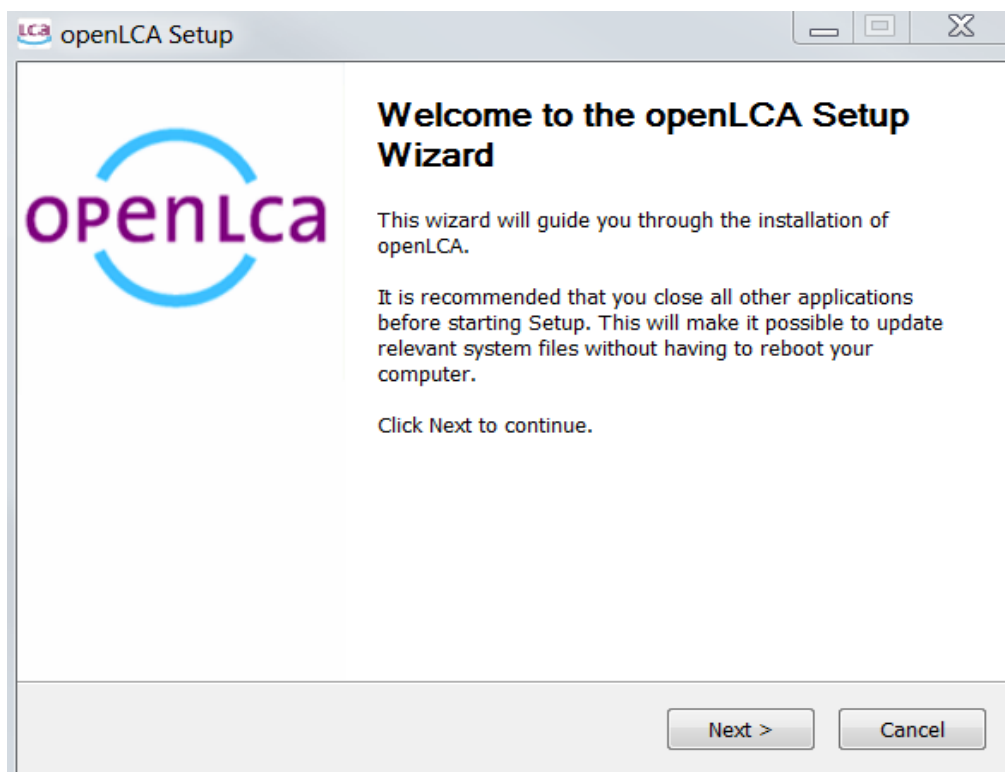 LCA openLCA Setup
openLCA
Welcome to the openLCA Setup
Wizard
This wizard will guide you through the installation of
openLCA.
It is recommended that you close all other applications
before starting Setup. This will make it possible to update
relevant system files without having to reboot your
computer.
Click Next to continue.
Next > Cancel